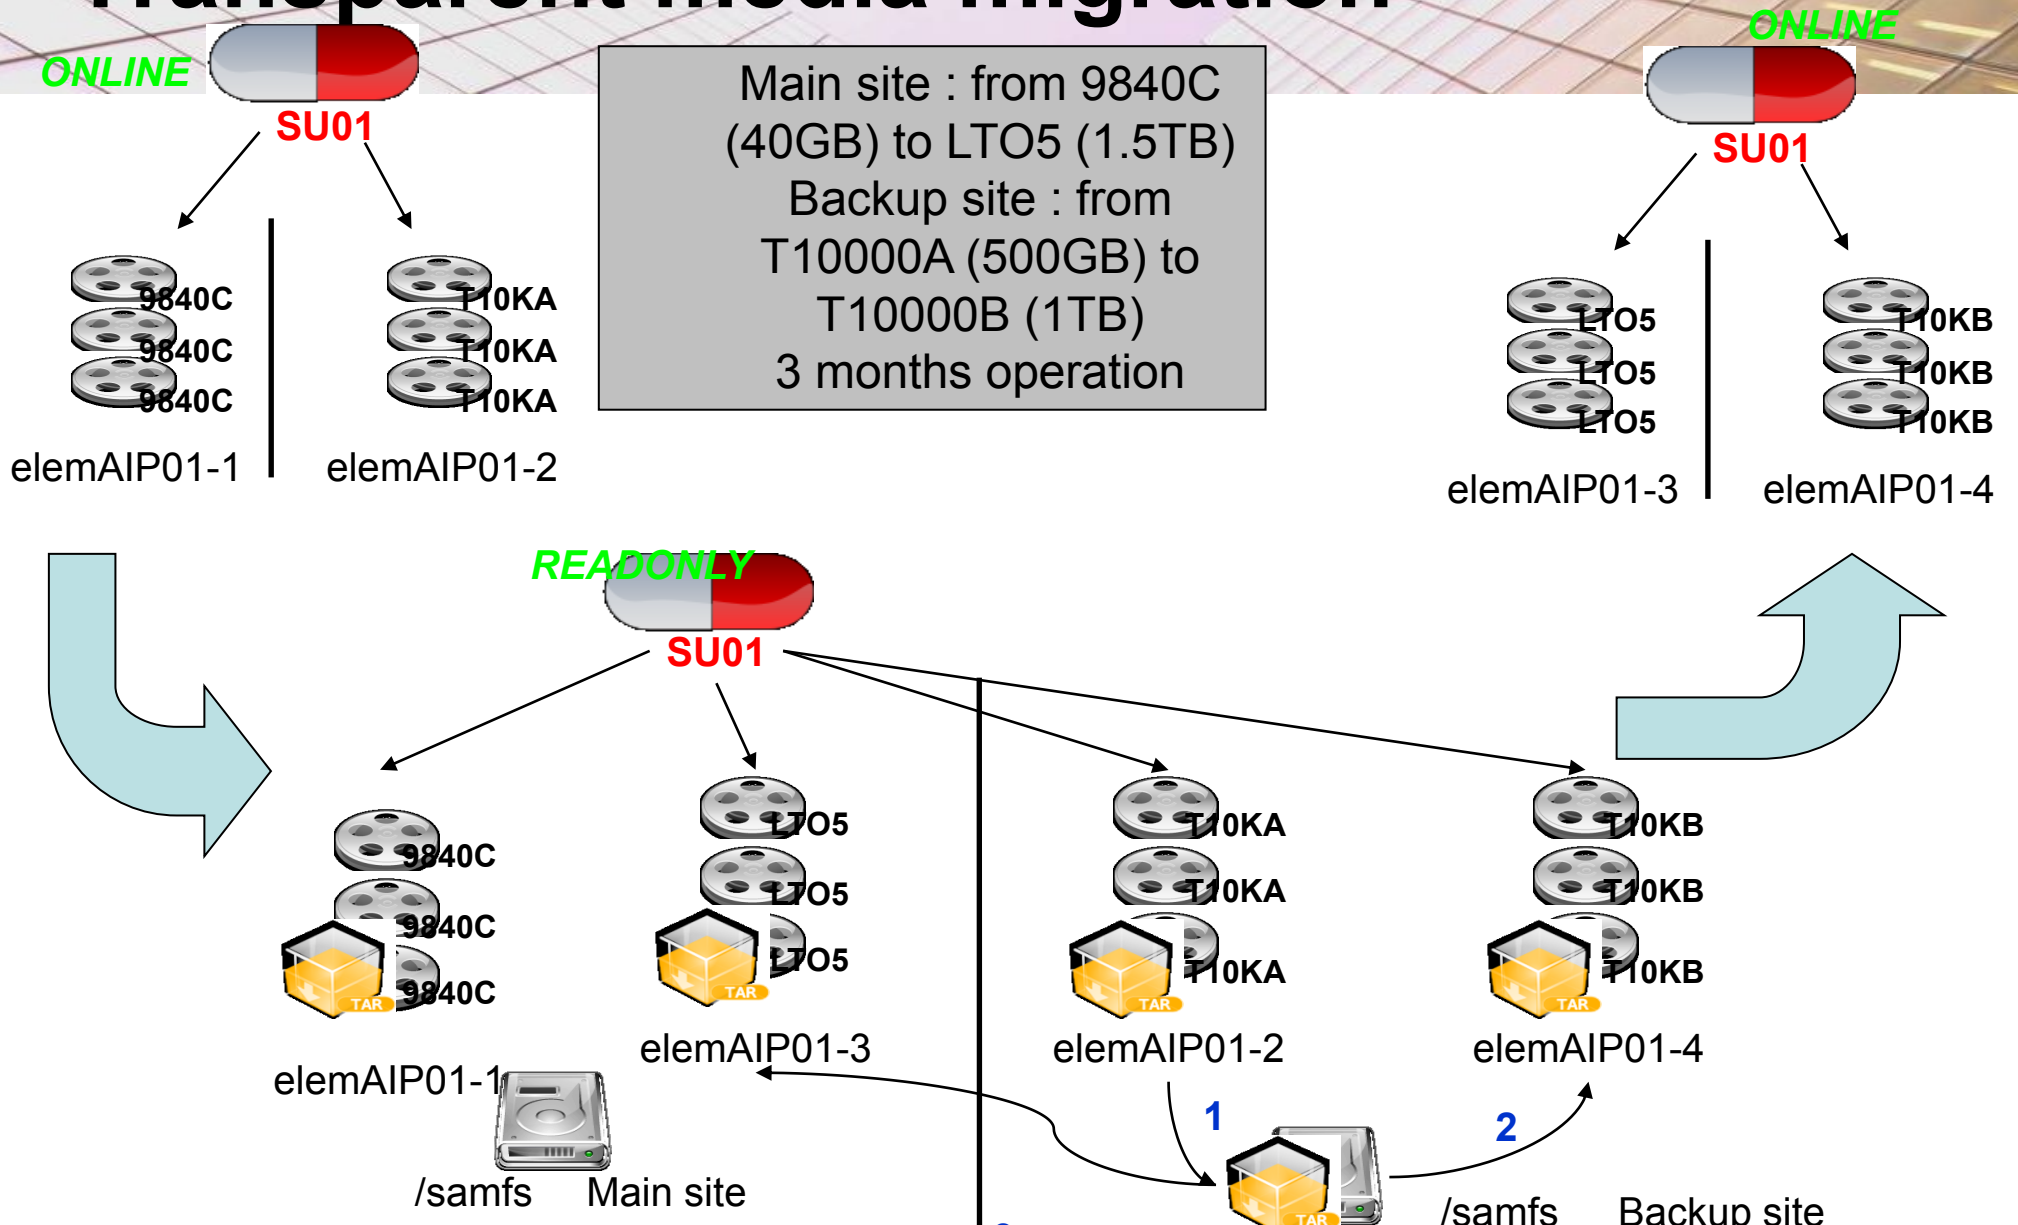 Transparent media migration
ONLINE
SU01
9840C
9840C
9840C
elemAIP01-1
T10KA
T10KA
T10KA
elemAIP01-2
Main site : from 9840C
(40GB) to LTO5 (1.5TB)
Backup site : from
T10000A (500GB) to
T10000B (1TB)
3 months operation
ONLINE
SU01
LTO5
LTO5
LTO5
elemAIP01-3
T10KB
T10KB
T10KB
elemAIP01-4
READONLY
SU01
9840C
9840C
9840C
TAR
elemAIP01-1
LTO5
LTO5
LTO5
TAR
elemAIP01-3
T10KA
T10KA
T10KA
TAR
elemAIP01-2
T10KB
T10KB
T10KB
TAR
elemAIP01-4
1
2
/samfs Main site
TAR
/samfs Backup site